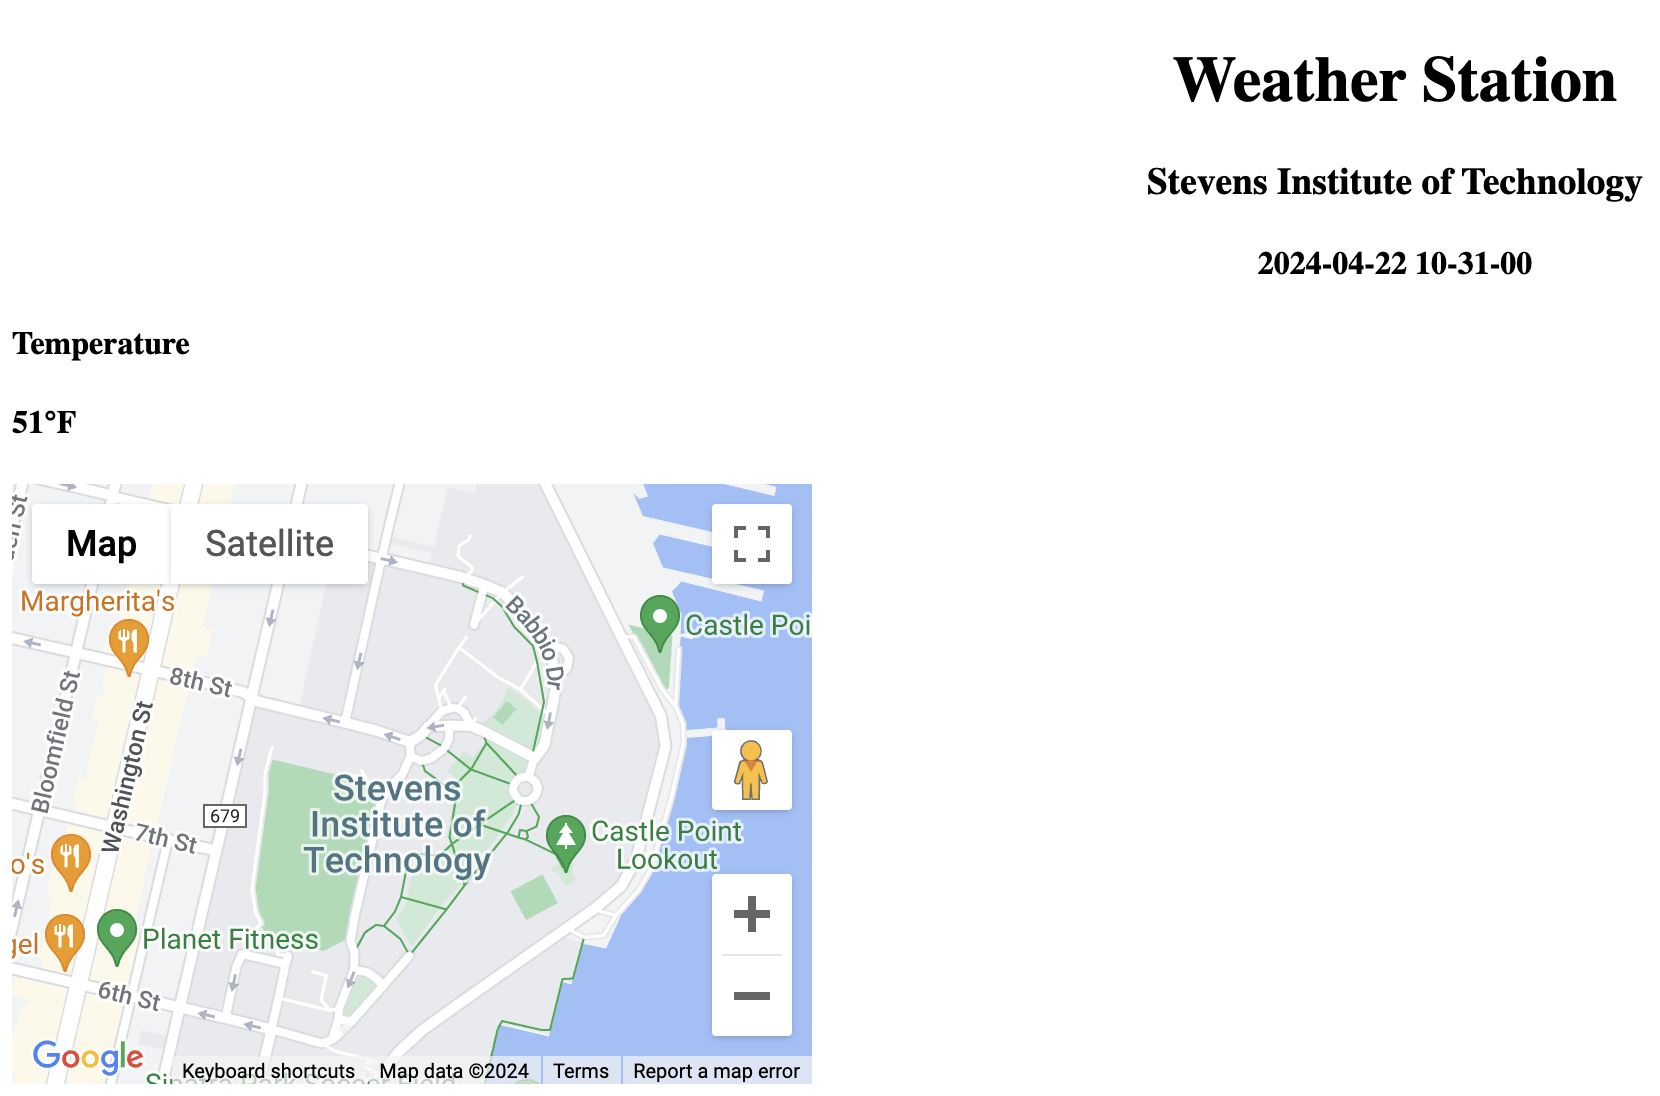 Weather Station
Stevens Institute of Technology
2024-04-22 10-31-00
Temperature
51°F
Map
Satellite
Margherita's
Babbio Dr
Castle Poi
8th St
Bloomfield St
Washington St
Stevens
Institute of
Technology
679
7th St
Castle Point
Lookout
o's
gel
Planet Fitness
6th St
Google
Keyboard shortcuts
Map data ©2024
Terms
Report a map error